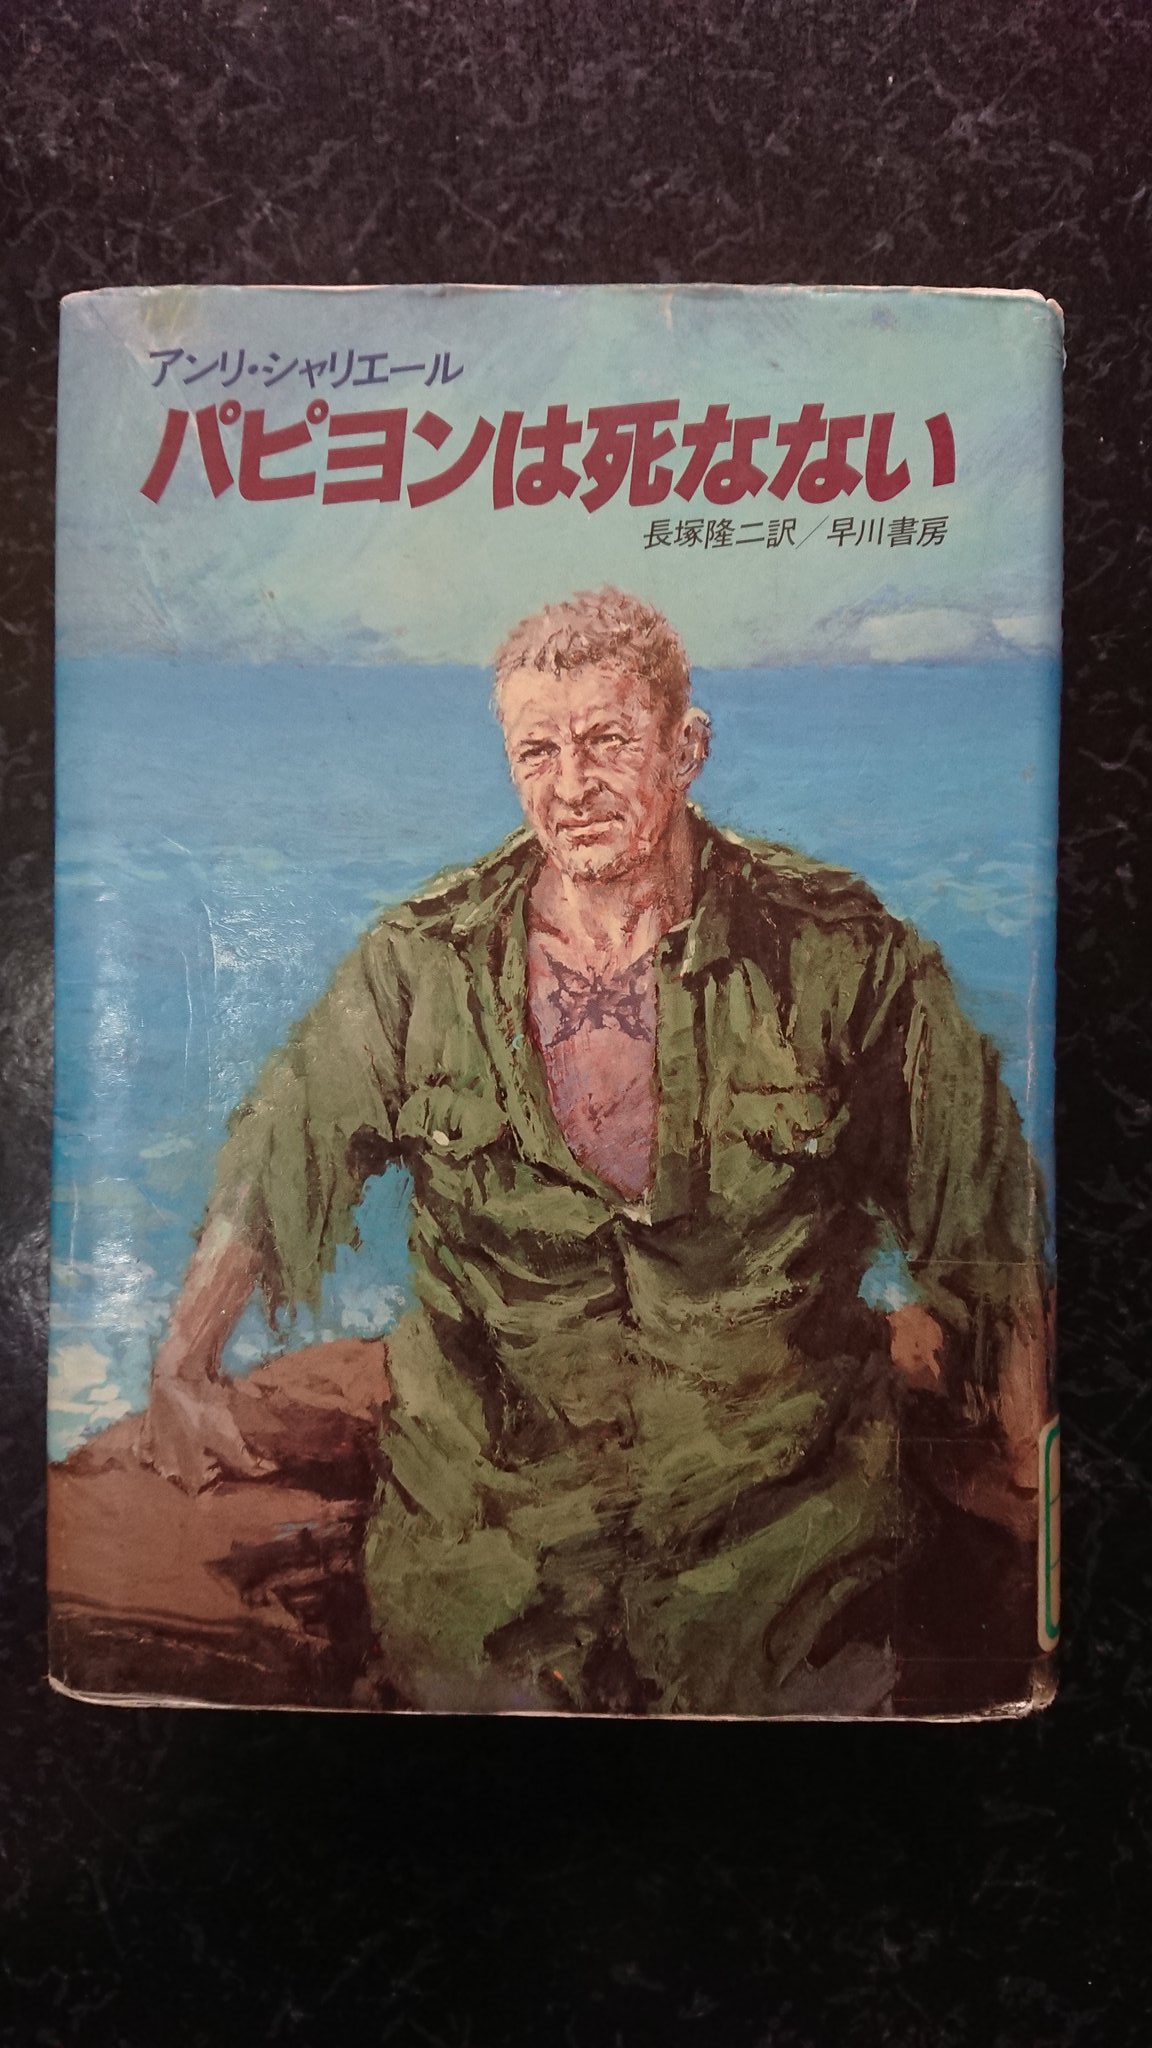 アンリ・シャリエール
パピヨンは死なない
長塚隆二訳／早川書房